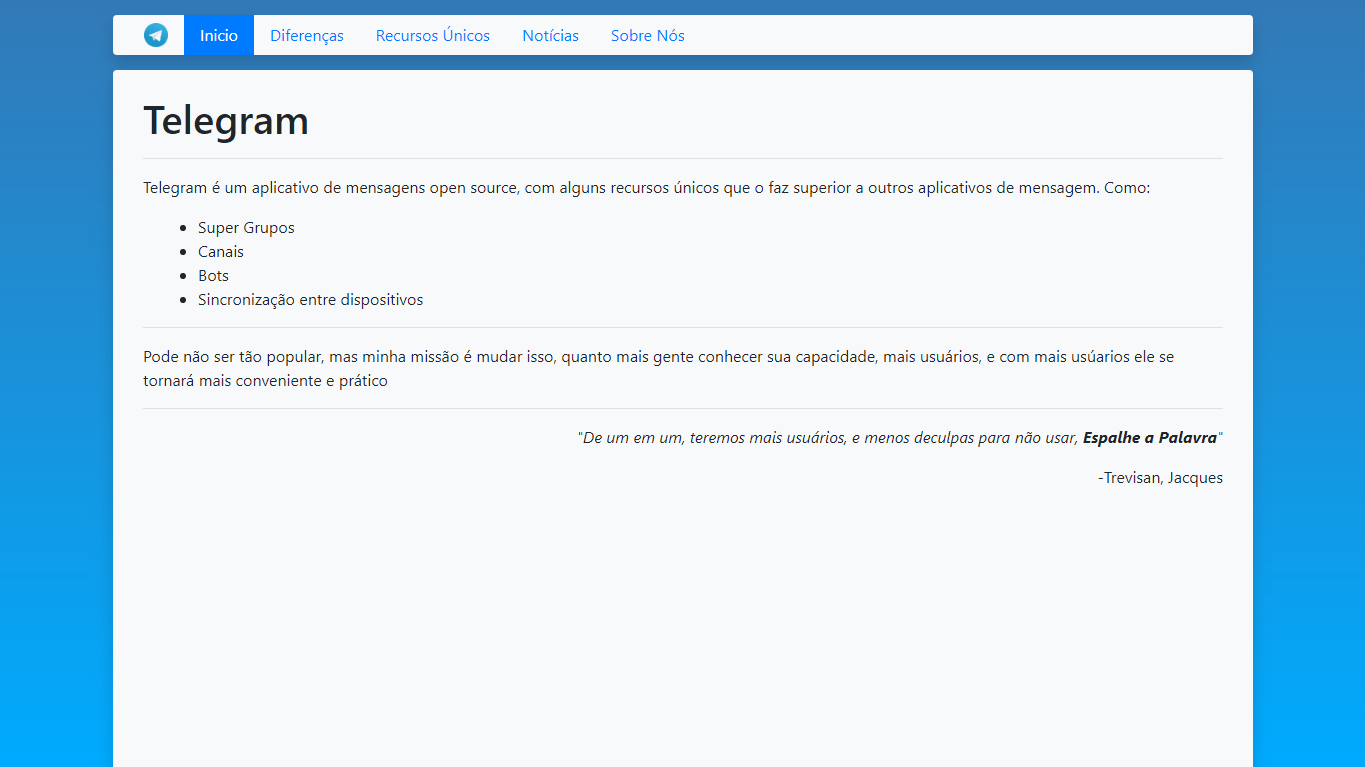 Inicio Diferenças Recursos Únicos Notícias Sobre Nós
Telegram
Telegram é um aplicativo de mensagens open source, com alguns recursos únicos que o faz superior a outros aplicativos de mensagem. Como:
Super Grupos
Canais
Bots
Sincronização entre dispositivos
Pode não ser tão popular, mas minha missão é mudar isso, quanto mais gente conhecer sua capacidade, mais usuários, e com mais usúarios ele se
tornará mais conveniente e prático
"De um em um, teremos mais usuários, e menos deculpas para não usar, Espalhe a Palavra"
-Trevisan, Jacques